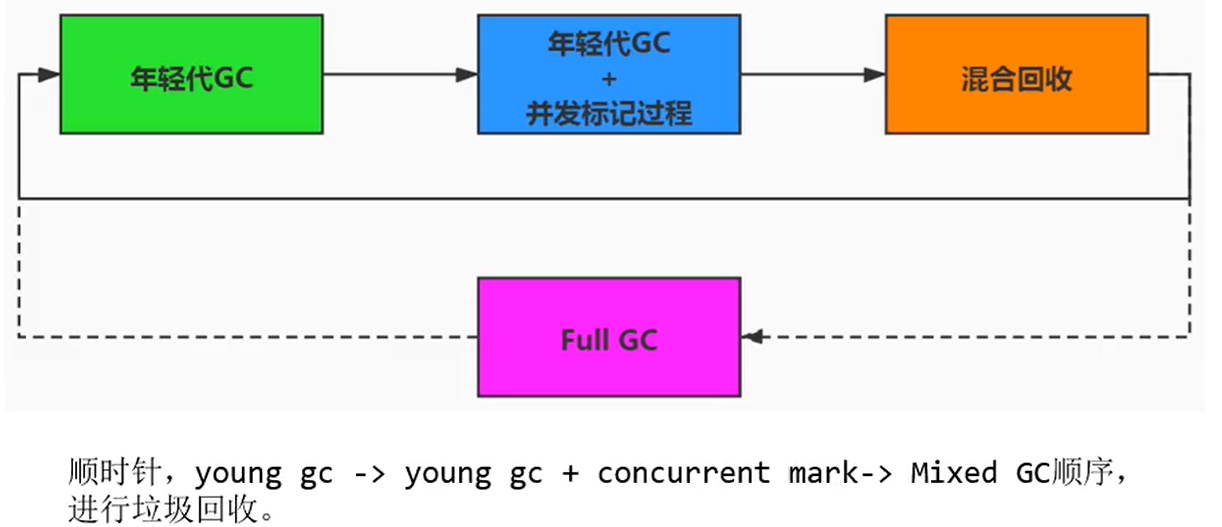 年轻代GC
年轻代GC
+
并发标记过程
混合回收
Full GC
顺时针，young gc -> young gc + concurrent mark-> Mixed GC顺序，
进行垃圾回收。